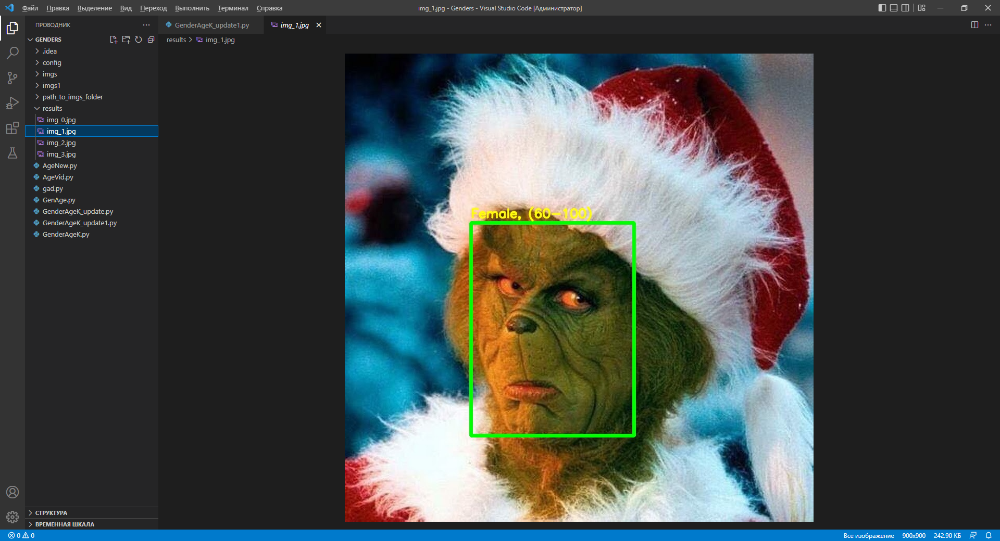 Файл Правка Выделение Вид Переход Выполнить Терминал Справка
img_1.jpg - Genders - Visual Studio Code [Администратор]
ПРОВОДНИК
GenderAgeK_update1.py
img_1.jpg
GENDERS
results > img_1.jpg
.idea
config
imgs
imgs1
path_to_imgs_folder
results
img_0.jpg
img_1.jpg
img_2.jpg
img_3.jpg
AgeNew.py
AgeVid.py
gad.py
GenAge.py
GenderAgeK_update.py
GenderAgeK_update1.py
GenderAgeK.py
Female, (60-100)
СТРУКТУРА
ВРЕМЕННАЯ ШКАЛА
0 0
Все изображение 900x900 242.90 КБ